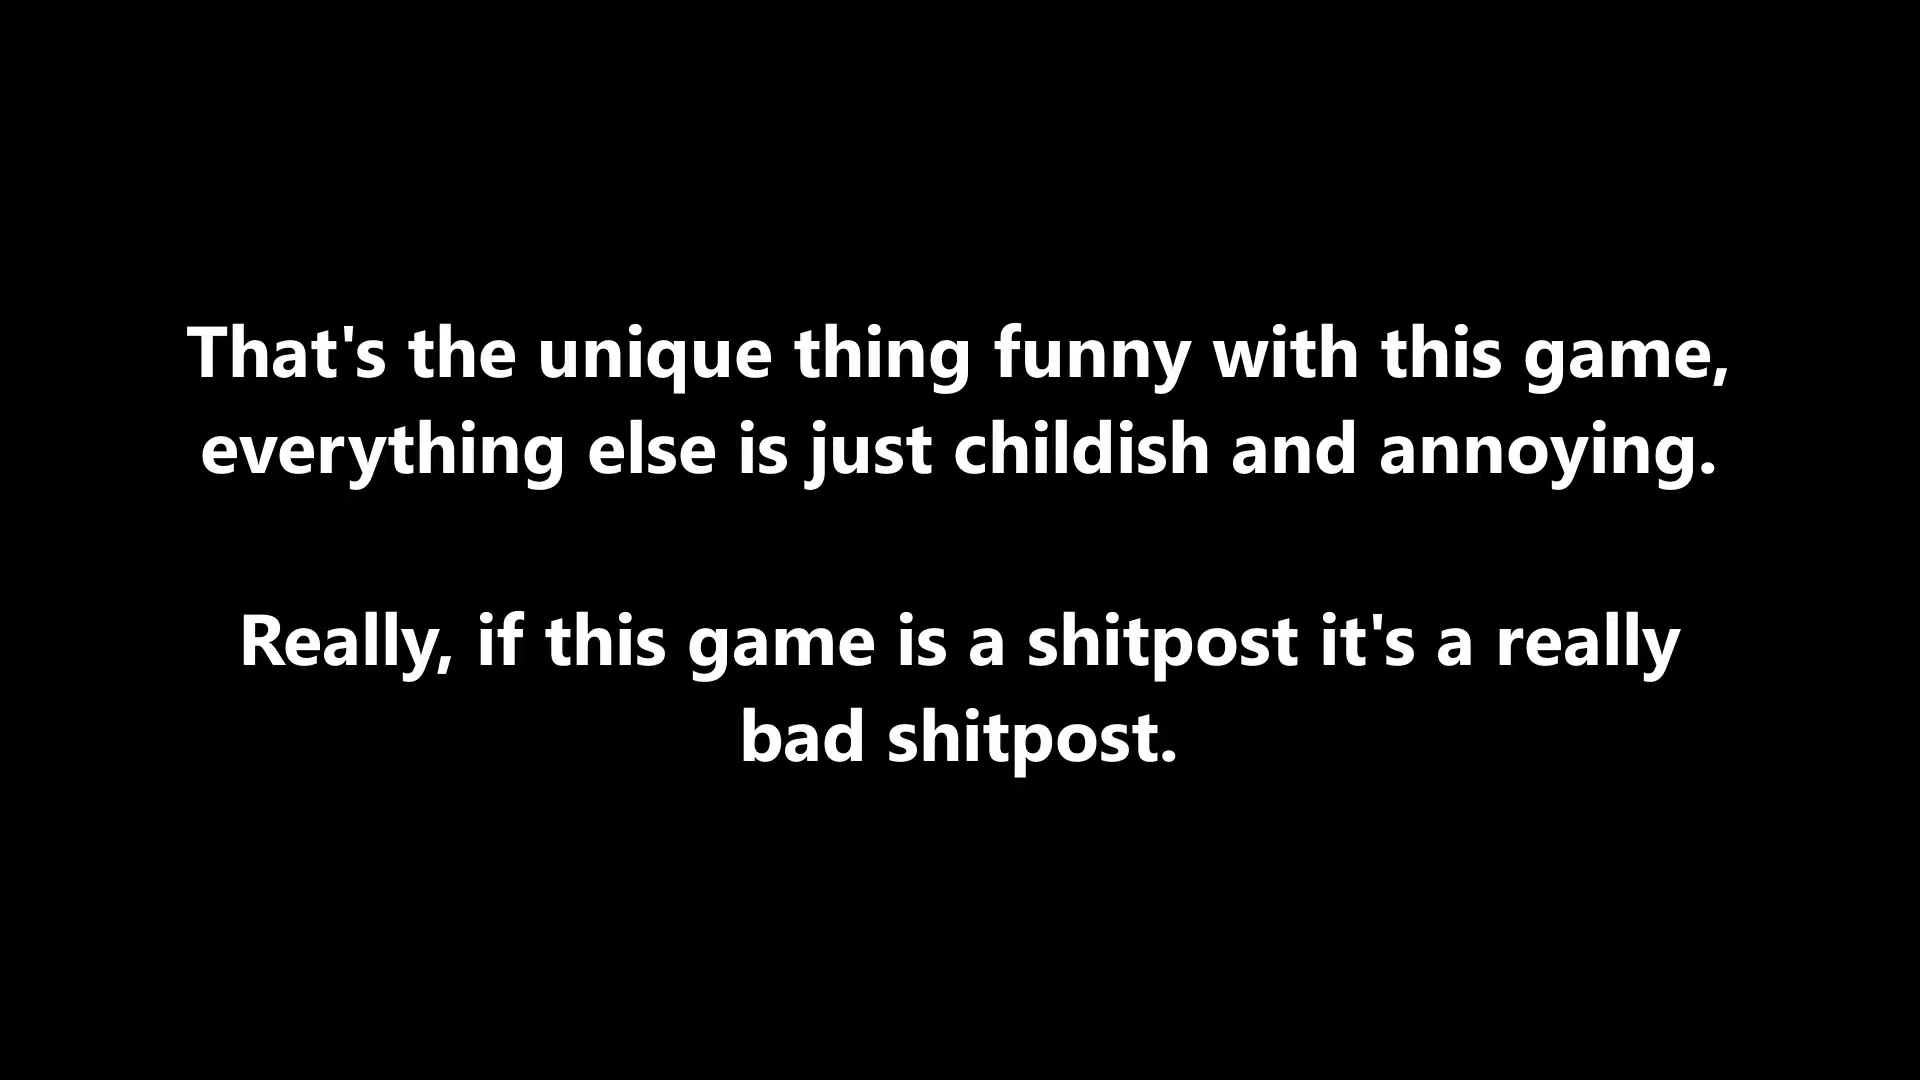 That's the unique thing funny with this game,
everything else is just childish and annoying.
Really, if this game is a shitpost it's a really
bad shitpost.